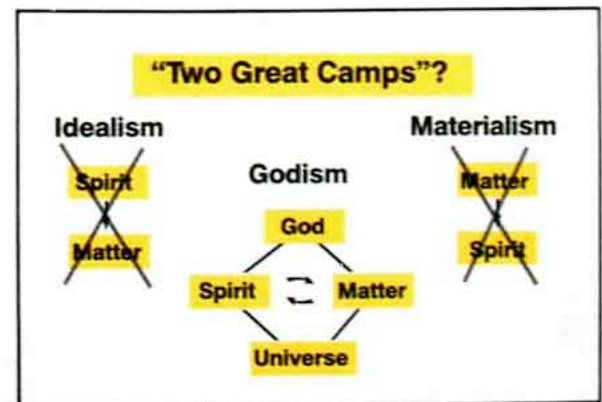 “Two Great Camps”?
Idealism
Spirit
Matter
Godism
God
Spirit
Matter
Universe
Materialism
Matter
Spirit